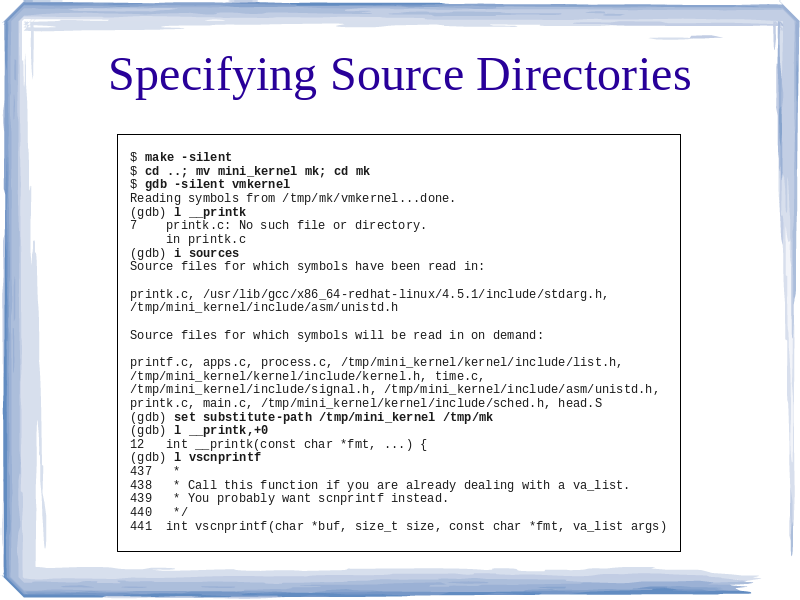 Specifying Source Directories
$ make -silent
$ cd ..; mv mini_kernel mk; cd mk
$ gdb -silent vmkernel
Reading symbols from /tmp/mk/vmkernel...done.
(gdb) l __printk
7    printk.c: No such file or directory.
     in printk.c
(gdb) i sources
Source files for which symbols have been read in:

printk.c, /usr/lib/gcc/x86_64-redhat-linux/4.5.1/include/stdarg.h,
/tmp/mini_kernel/include/asm/unistd.h

Source files for which symbols will be read in on demand:

printf.c, apps.c, process.c, /tmp/mini_kernel/kernel/include/list.h,
/tmp/mini_kernel/kernel/include/kernel.h, time.c,
/tmp/mini_kernel/include/signal.h, /tmp/mini_kernel/include/asm/unistd.h,
printk.c, main.c, /tmp/mini_kernel/kernel/include/sched.h, head.S
(gdb) set substitute-path /tmp/mini_kernel /tmp/mk
(gdb) l __printk,+0
12   int __printk(const char *fmt, ...) {
(gdb) l vscnprintf
437   *
438   * Call this function if you are already dealing with a va_list.
439   * You probably want scnprintf instead.
440   */
441  int vscnprintf(char *buf, size_t size, const char *fmt, va_list args)